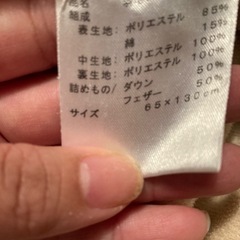 品名
組成
表生地: ポリエステル 85%
綿 15%
中生地: ポリエステル 100%
裏生地: ポリエステル 100%
詰めもの/ ダウン 50%
フェザー 50%
サイズ 65×130cm